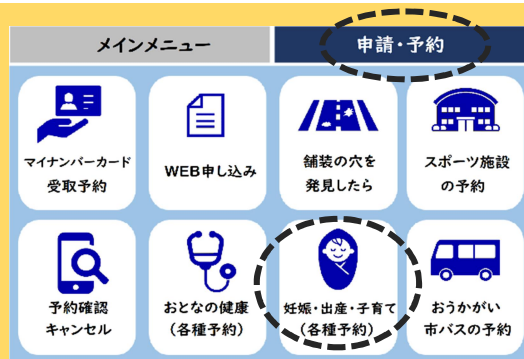 メインメニュー
申請・予約
マイナンバーカード
受取予約
WEB申し込み
舗装の穴を
発見したら
スポーツ施設
の予約
予約確認
キャンセル
おとなの健康
(各種予約)
妊娠・出産・子育て
(各種予約)
おうかがい
市バスの予約